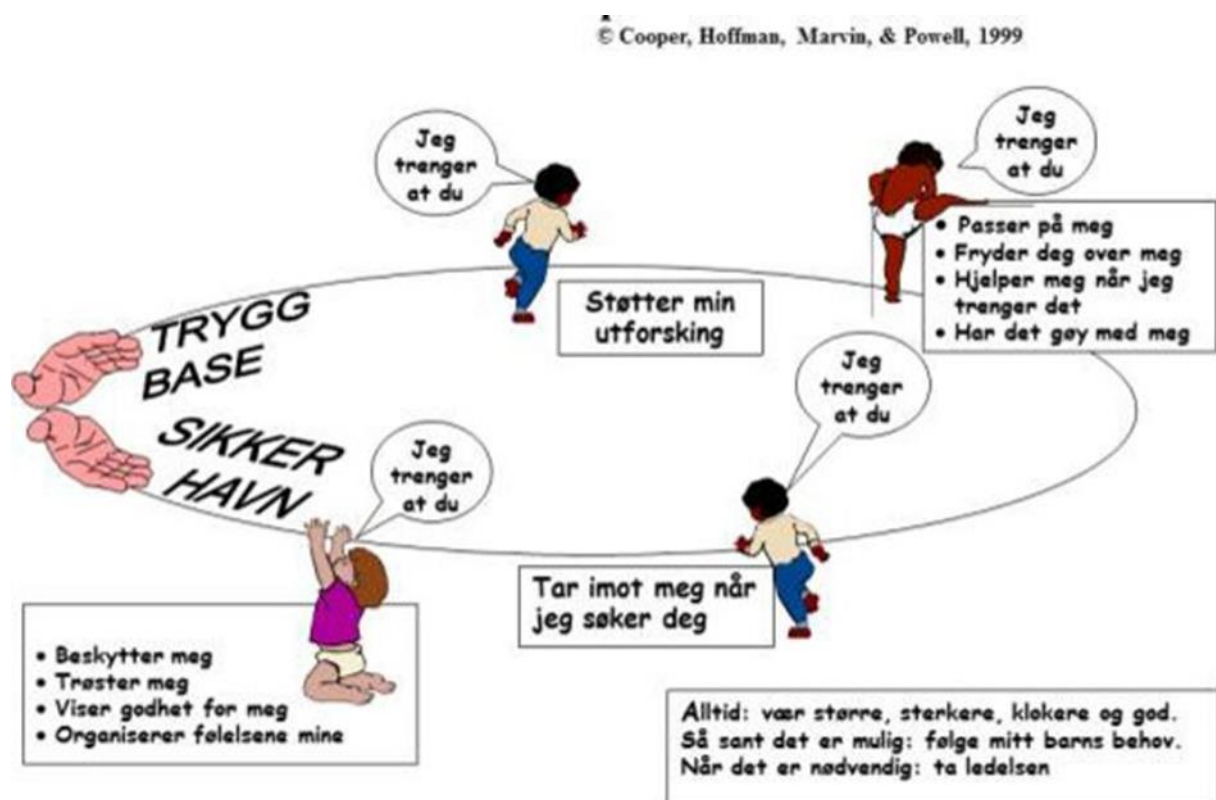 © Cooper, Hoffman, Marvin, & Powell, 1999
Jeg
trenger
at du
Jeg
trenger
at du
• Passer på meg
• Fryder deg over meg
• Hjelper meg når jeg
trenger det
• Har det gøy med meg
Støtter min
utforsking
TRYGG
BASE
Jeg
trenger
at du
SIKKER
HAVN
Jeg
trenger
at du
Tar imot meg når
jeg søker deg
• Beskytter meg
• Trøster meg
• Viser godhet for meg
• Organiserer følelsene mine
Alltid: vær større, sterkere, klokere og god.
Så sant det er mulig: følge mitt barns behov.
Når det er nødvendig: ta ledelsen